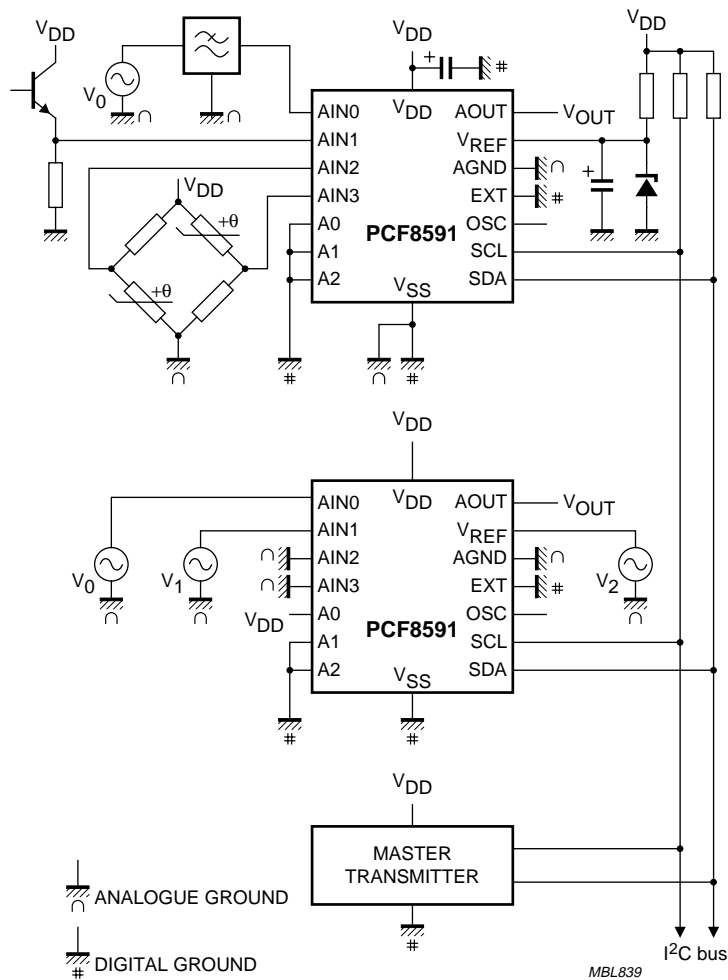 VDD
V0
∩
∩
VDD
+
#
VDD
VDD
AIN0
AIN1
AIN2
AIN3
A0
A1
A2
PCF8591
VSS
AOUT
VREF
AGND
EXT
OSC
SCL
SDA
VOUT
∩
#
+
VDD
+θ
+θ
∩
#
∩
#
VDD
VDD
AIN0
AIN1
AIN2
AIN3
A0
A1
A2
PCF8591
VSS
AOUT
VREF
AGND
EXT
OSC
SCL
SDA
VOUT
∩
#
V0
∩
V1
∩
∩
∩
VDD
V2
∩
#
#
VDD
MASTER
TRANSMITTER
#
∩ ANALOGUE GROUND
# DIGITAL GROUND
I²C bus
MBL839